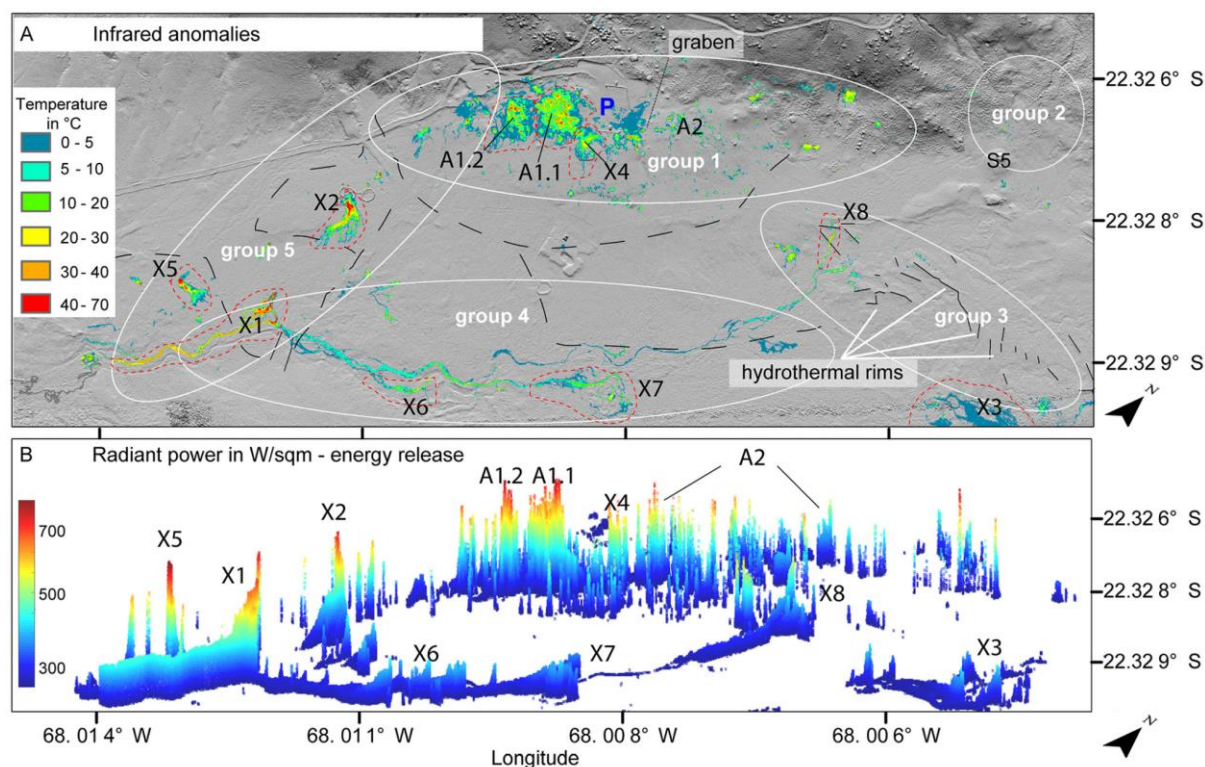 A Infrared anomalies
graben
22.32 6° S
Temperature
in °C
0 - 5
5 - 10
10 - 20
20 - 30
30 - 40
40 - 70
P
group 2
A2
A1.2
A1.1
X4
group 1
S5
X2
X8
22.32 8° S
group 5
X5
X1
group 4
group 3
22.32 9° S
hydrothermal rims
X6
X7
X3
N
B Radiant power in W/sqm - energy release
A2
A1.2
A1.1
X4
X2
X5
X1
700
500
300
22.32 6° S
22.32 8° S
X8
X6
X7
X3
22.32 9° S
68. 01 4° W
68. 01 1° W
68. 00 8° W
68. 00 6° W
Longitude
N